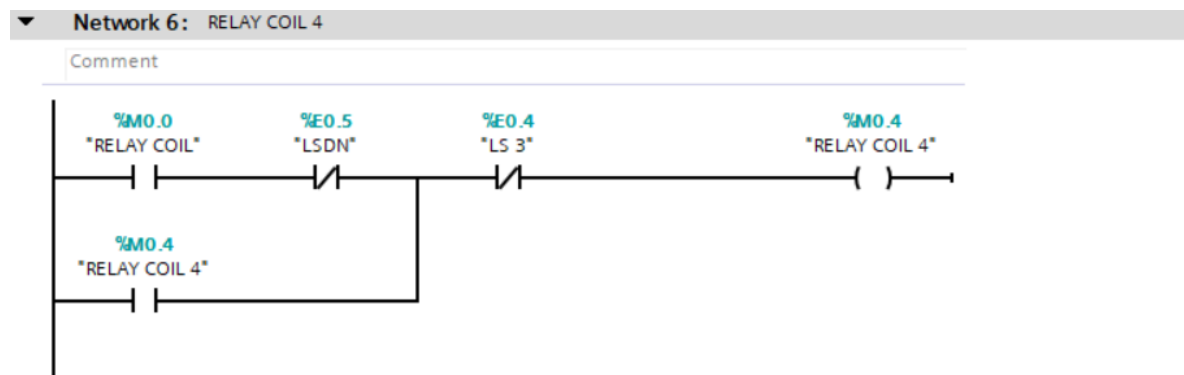 Network 6: RELAY COIL 4
Comment
%M0.0 %E0.5 %E0.4 %M0.4
"RELAY COIL" "LSDN" "LS 3" "RELAY COIL 4"
%M0.4
"RELAY COIL 4"